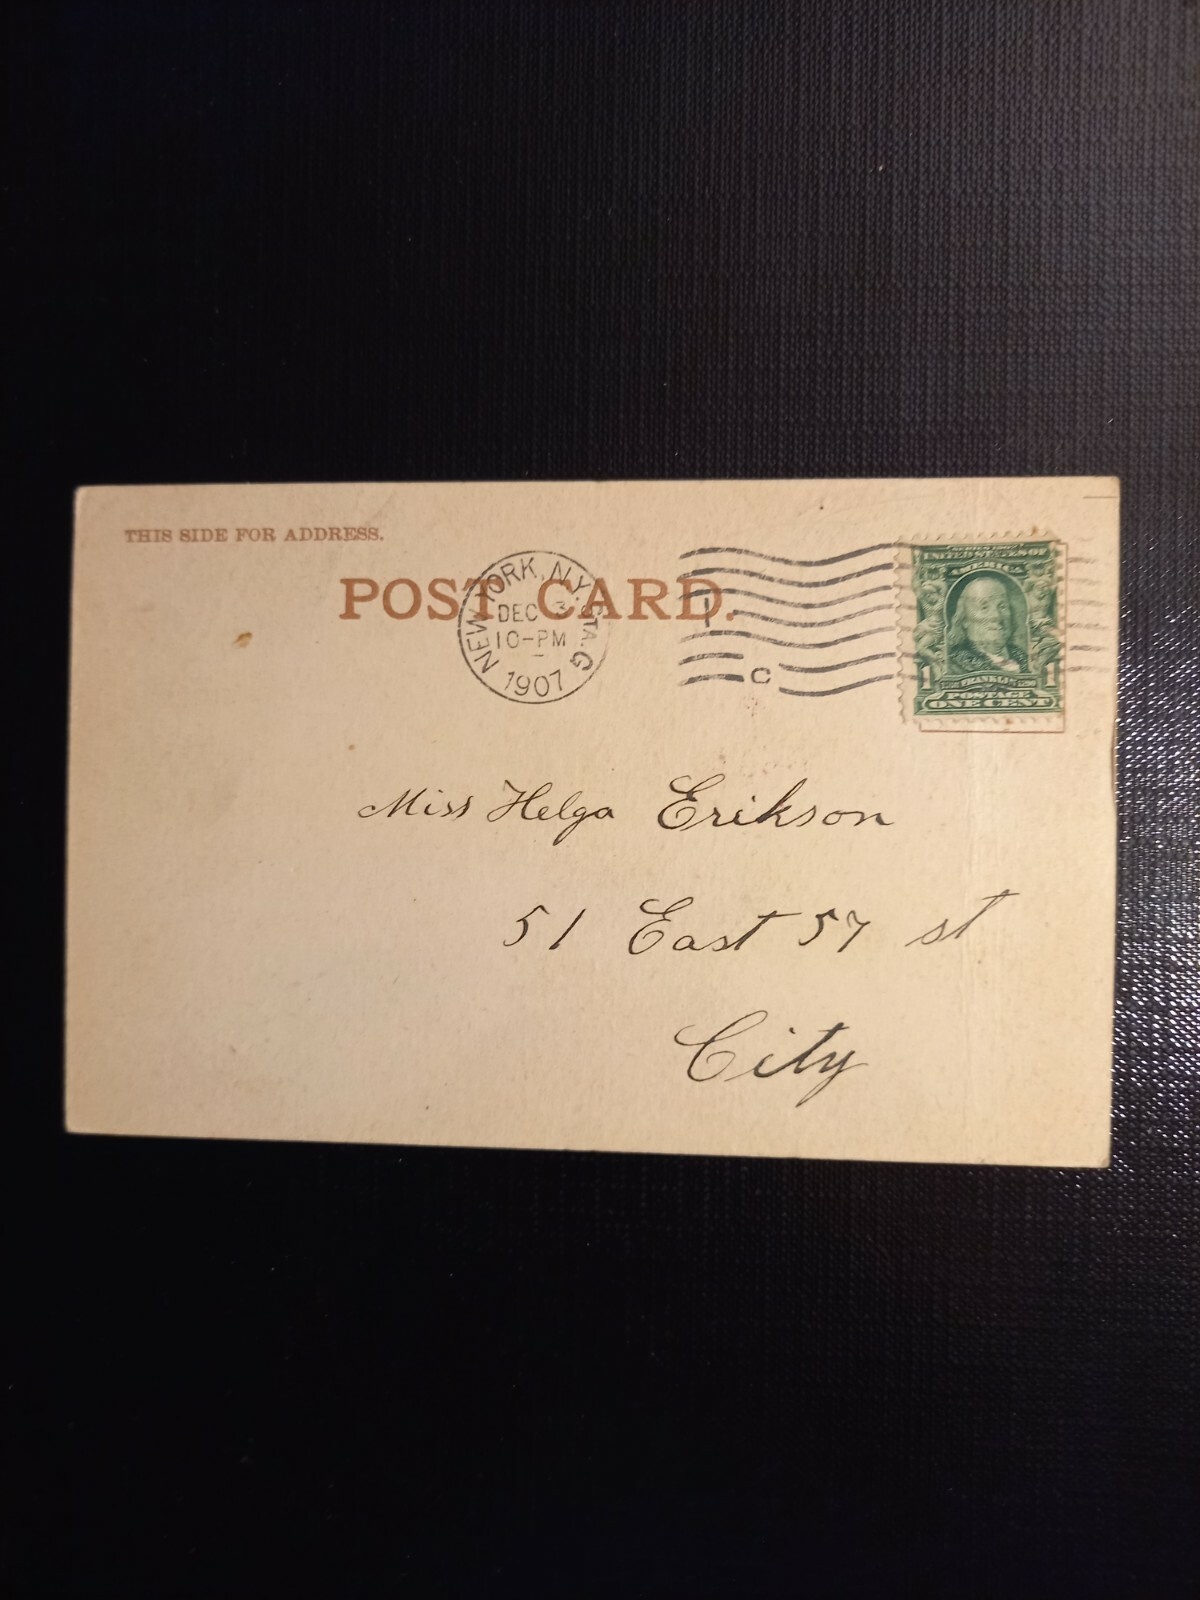 THIS SIDE FOR ADDRESS.
POST CARD.
NEW YORK, N.Y. STA. G
DEC 3
10-PM
1907
C
UNITED STATES OF
AMERICA
1 FRANKLIN 1
POSTAGE
ONE CENT
Miss Helga Erikson
51 East 57 st
City